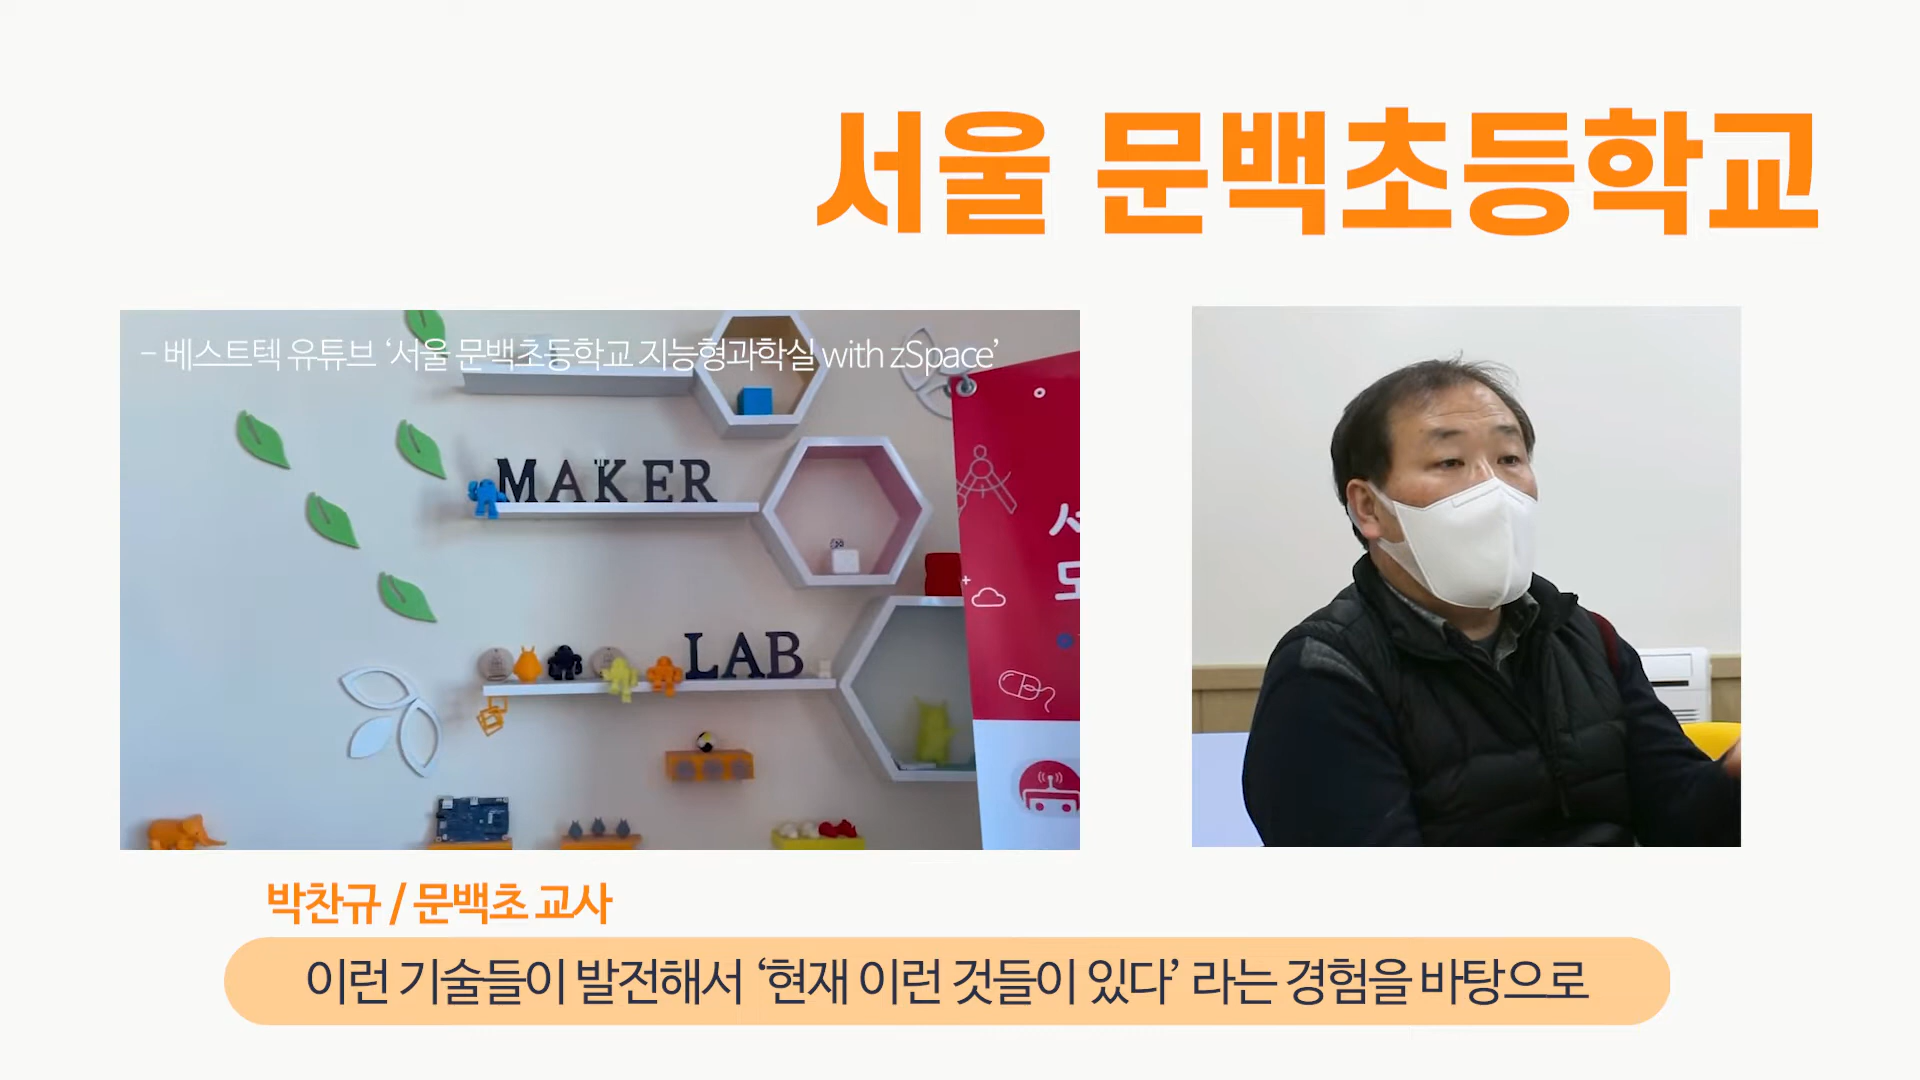 서울 문백초등학교
- 베스트텍 유튜브 ‘서울 문백초등학교 지능형과학실 with zSpace’
MAKER
LAB
박찬규 / 문백초 교사
이런 기술들이 발전해서 ‘현재 이런 것들이 있다’ 라는 경험을 바탕으로